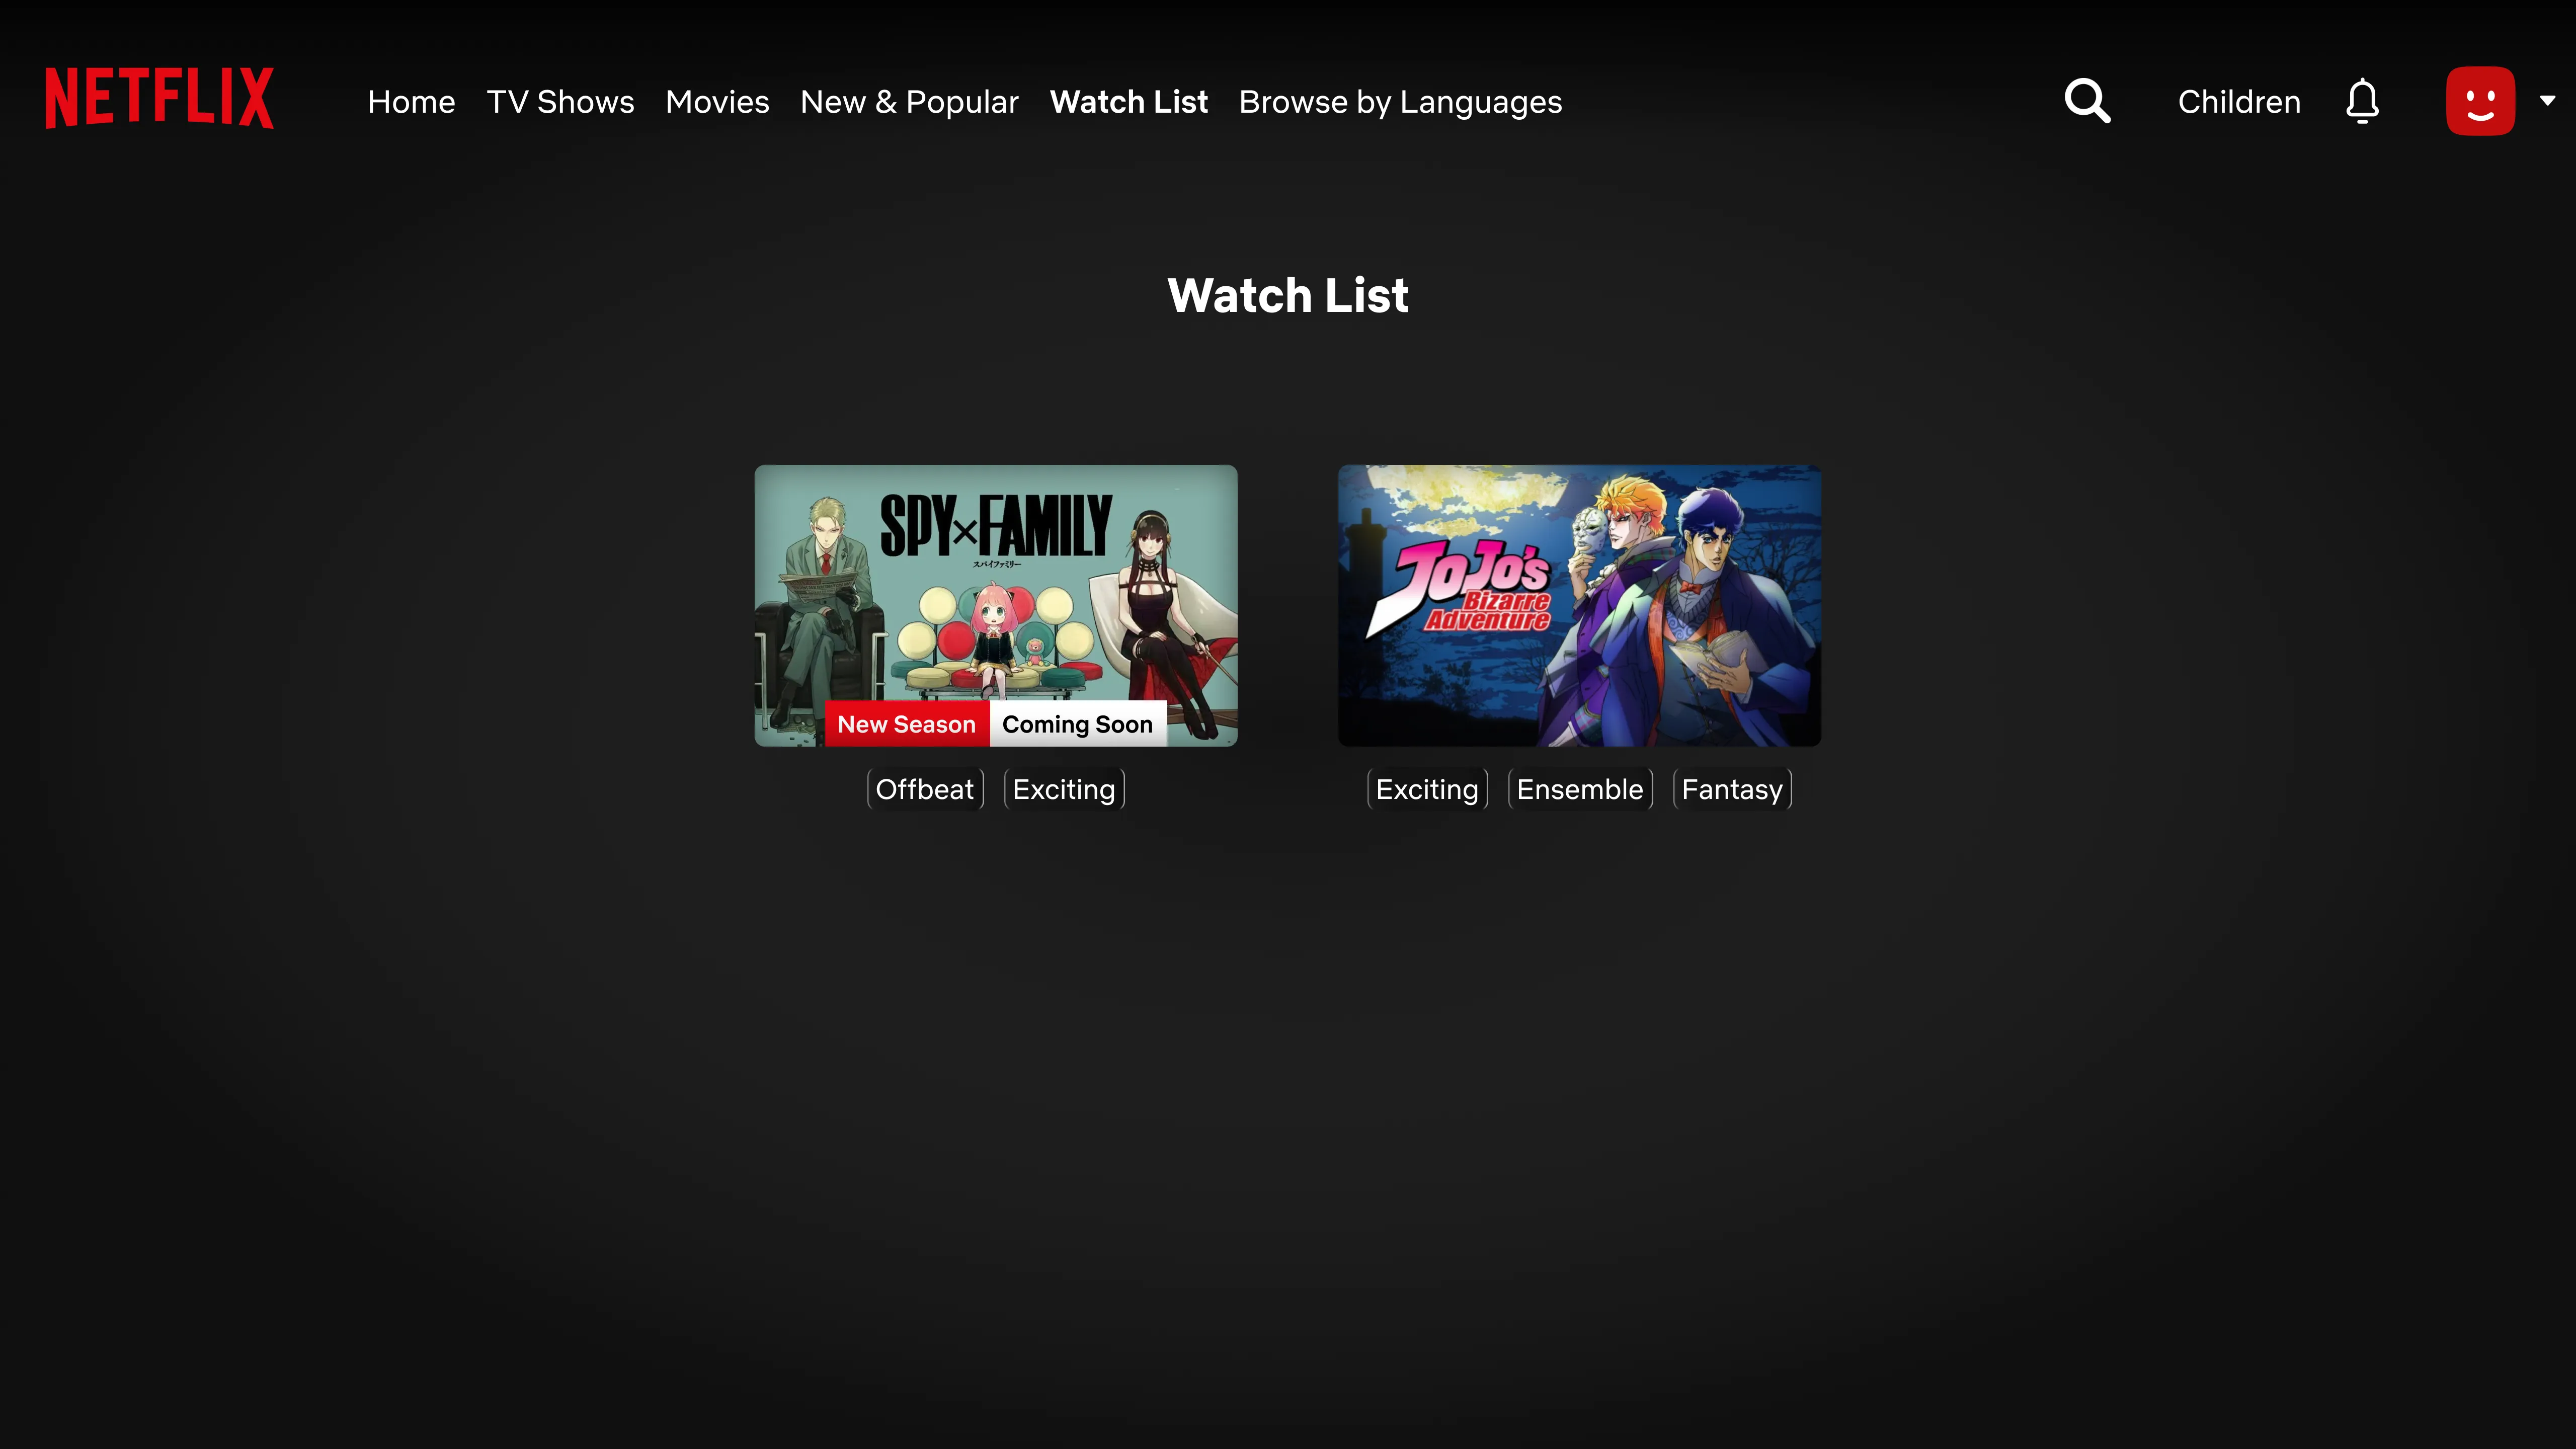 NETFLIX
Home TV Shows Movies New & Popular Watch List Browse by Languages Children
Watch List
SPY×FAMILY
スパイファミリー
New Season Coming Soon
Offbeat Exciting
JoJo's
Bizarre
Adventure
Exciting Ensemble Fantasy